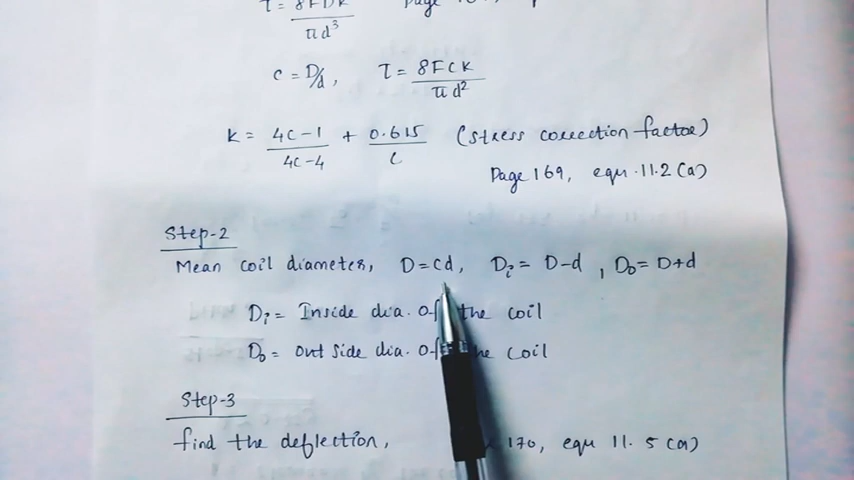 τ = 8FDK / πd³
C = D/d, τ = 8FCK / πd²
K = 4C-1 / 4C-4 + 0.615 / C (stress correction factor)
Page 169, equ. 11.2 (a)
Step-2
Mean coil diameter, D = cd, Di = D-d, Do = D+d
Di = Inside dia. of the coil
Do = out side dia. of the coil
Step-3
find the deflection, 170, equ 11.5 (a)